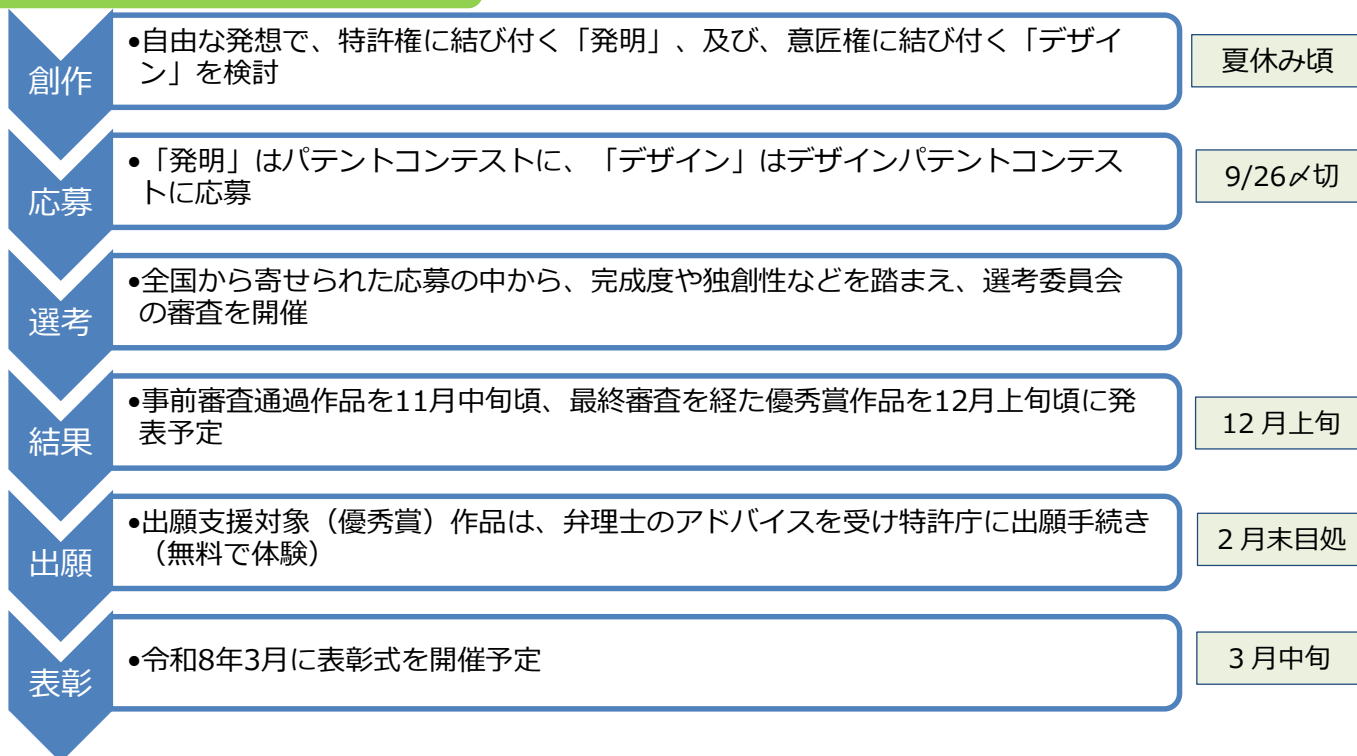 創作
•自由な発想で、特許権に結び付く「発明」、及び、意匠権に結び付く「デザイ
ン」を検討
夏休み頃
応募
•「発明」はパテントコンテストに、「デザイン」はデザインパテントコンテス
トに応募
9/26〆切
選考
•全国から寄せられた応募の中から、完成度や独創性などを踏まえ、選考委員会
の審査を開催
結果
•事前審査通過作品を11月中旬頃、最終審査を経た優秀賞作品を12月上旬頃に発
表予定
12月上旬
出願
•出願支援対象（優秀賞）作品は、弁理士のアドバイスを受け特許庁に出願手続き
（無料で体験）
2月末目処
表彰
•令和8年3月に表彰式を開催予定
3月中旬